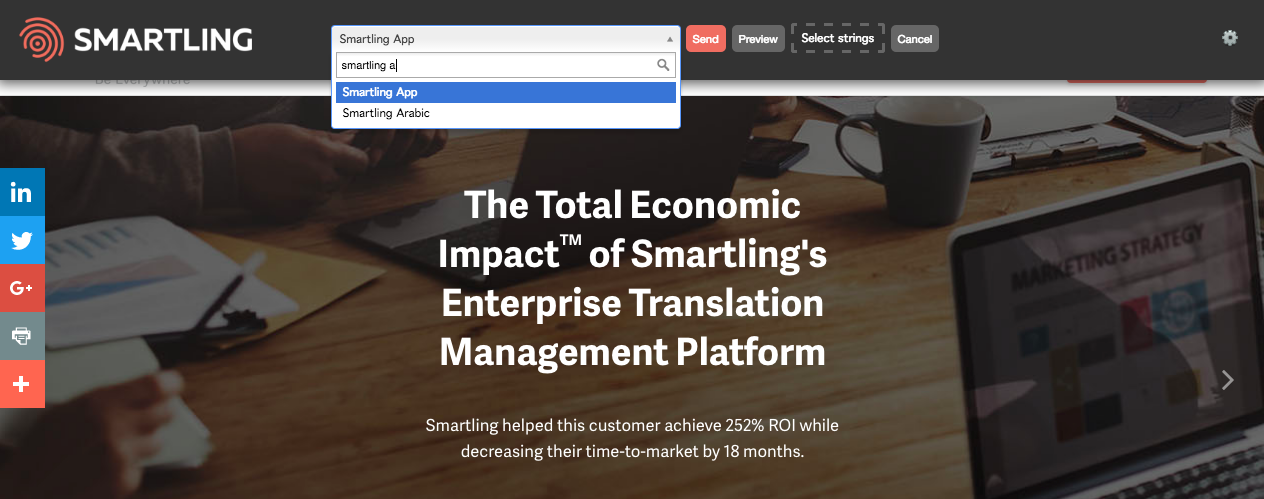 SMARTLING
Smartling App
Send
Preview
Select strings
Cancel
smartling a
Smartling App
Smartling Arabic
Be Everywhere
in
G+
MARKETING STRATEGY
The Total Economic
Impact™ of Smartling's
Enterprise Translation
Management Platform
Smartling helped this customer achieve 252% ROI while
decreasing their time-to-market by 18 months.